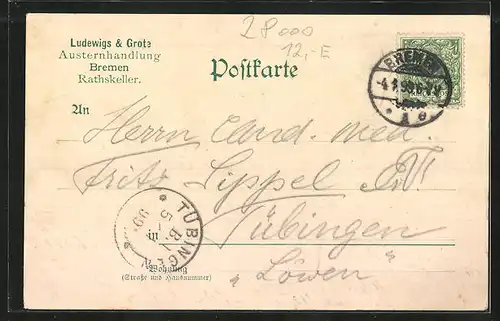 28000
12,-E
Ludewigs & Grote
Austernhandlung
Bremen
Rathskeller.
Postkarte
BREMEN
An
Herrn Cand. med.
Fritz Lippel
Tübingen
in
TÜBINGEN
"Löwen"
Wohnung
(Straße und Hausnummer)